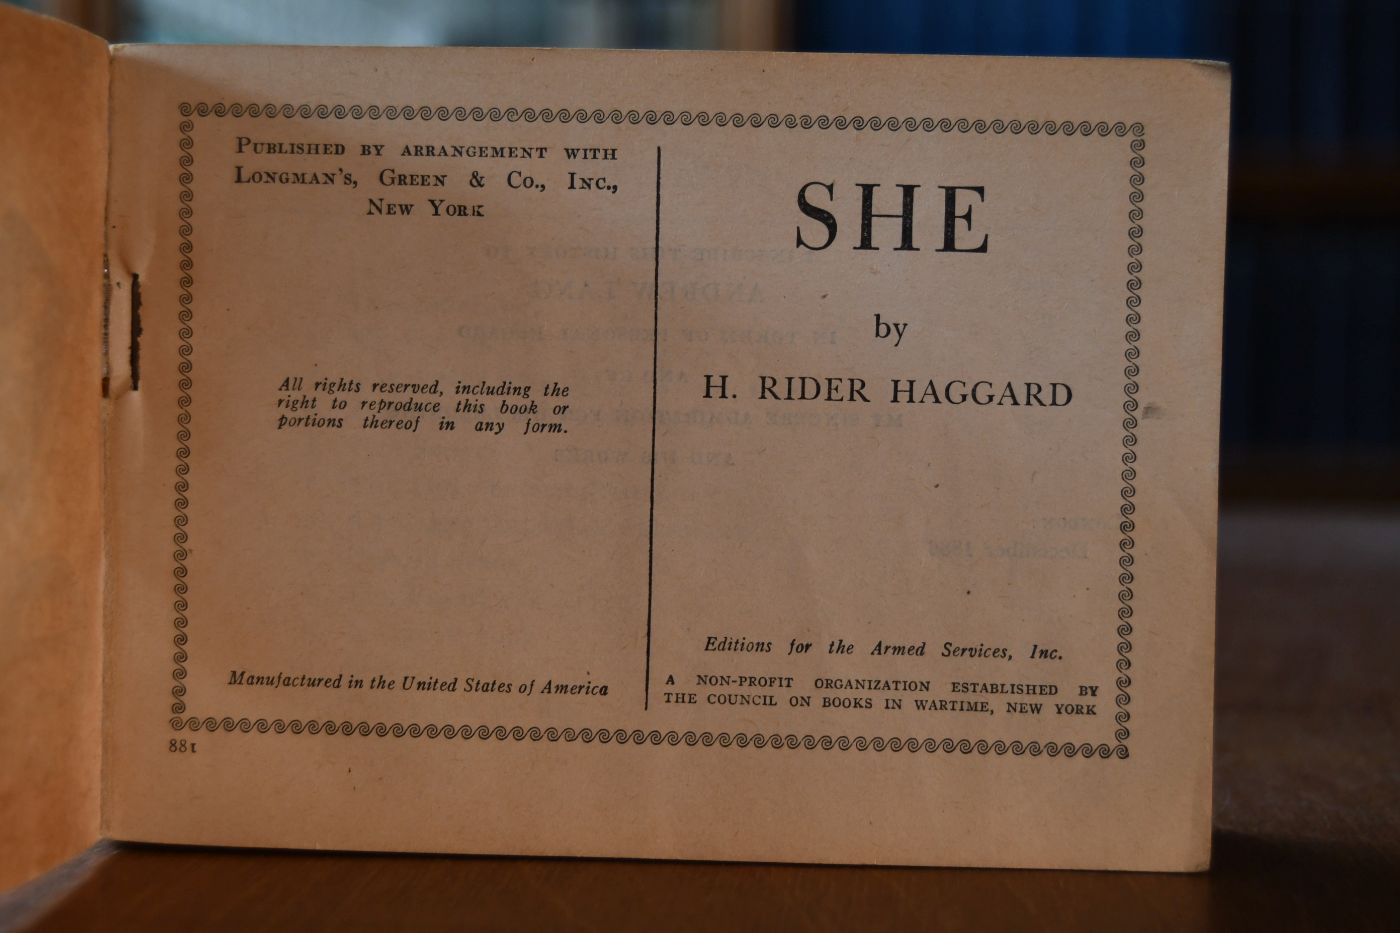 Published by arrangement with
Longman's, Green & Co., Inc.,
New York
All rights reserved, including the
right to reproduce this book or
portions thereof in any form.
Manufactured in the United States of America
881
SHE
by
H. RIDER HAGGARD
Editions for the Armed Services, Inc.
A NON-PROFIT ORGANIZATION ESTABLISHED BY
THE COUNCIL ON BOOKS IN WARTIME, NEW YORK